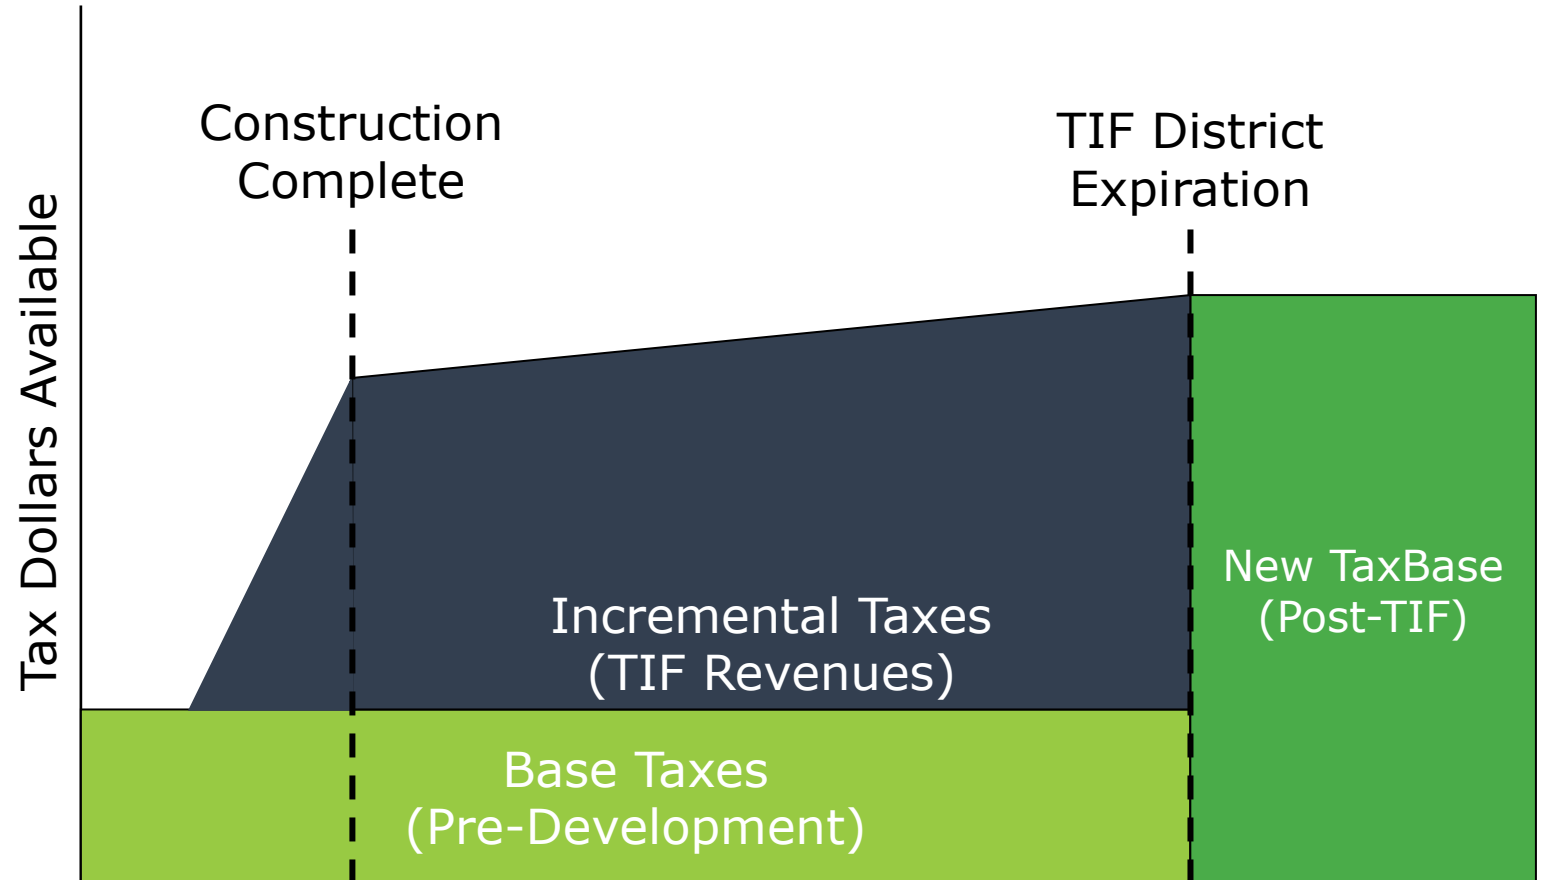 Construction
Complete
TIF District
Expiration
Tax Dollars Available
New TaxBase
(Post-TIF)
Incremental Taxes
(TIF Revenues)
Base Taxes
(Pre-Development)